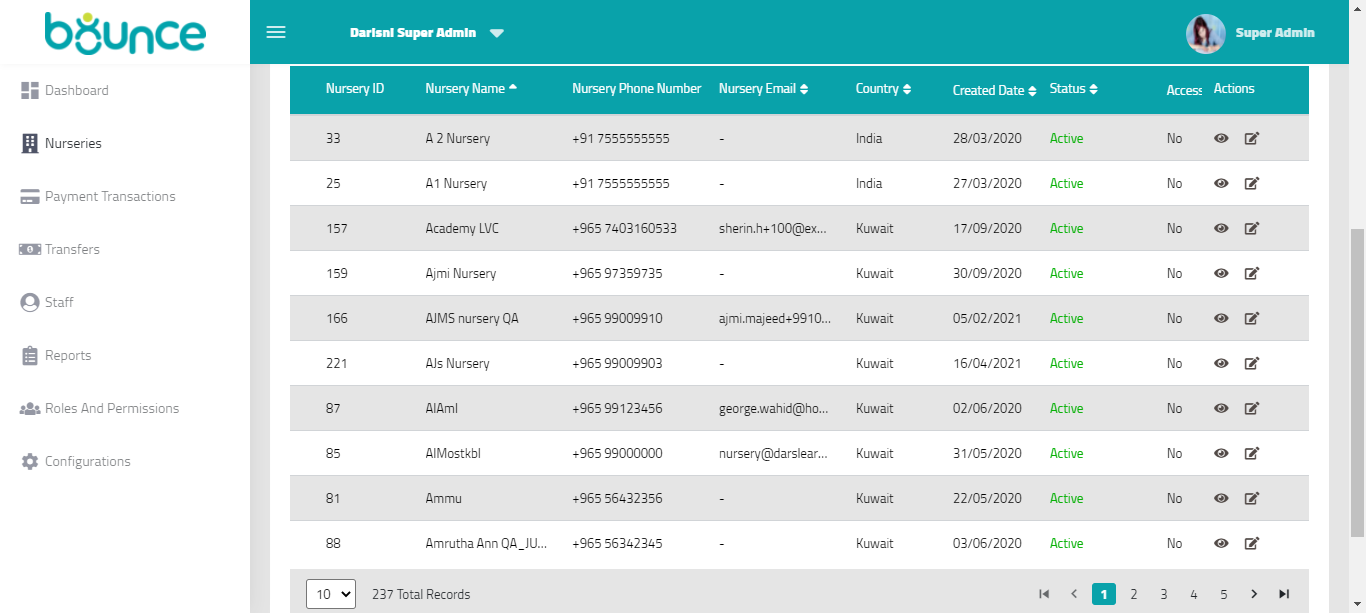 bounce
Darisni Super Admin
Super Admin
Dashboard
Nurseries
Payment Transactions
Transfers
Staff
Reports
Roles And Permissions
Configurations
Nursery ID Nursery Name Nursery Phone Number Nursery Email Country Created Date Status Access Actions
33 A 2 Nursery +91 7555555555 - India 28/03/2020 Active No
25 A1 Nursery +91 7555555555 - India 27/03/2020 Active No
157 Academy LVC +965 7403160533 sherin.h+100@ex... Kuwait 17/09/2020 Active No
159 Ajmi Nursery +965 97359735 - Kuwait 30/09/2020 Active No
166 AJMS nursery QA +965 99009910 ajmi.majeed+9910... Kuwait 05/02/2021 Active No
221 AJs Nursery +965 99009903 - Kuwait 16/04/2021 Active No
87 AlAml +965 99123456 george.wahid@ho... Kuwait 02/06/2020 Active No
85 AlMostkbl +965 99000000 nursery@darslear... Kuwait 31/05/2020 Active No
81 Ammu +965 56432356 - Kuwait 22/05/2020 Active No
88 Amrutha Ann QA_JU... +965 56342345 - Kuwait 03/06/2020 Active No
10 237 Total Records 1 2 3 4 5